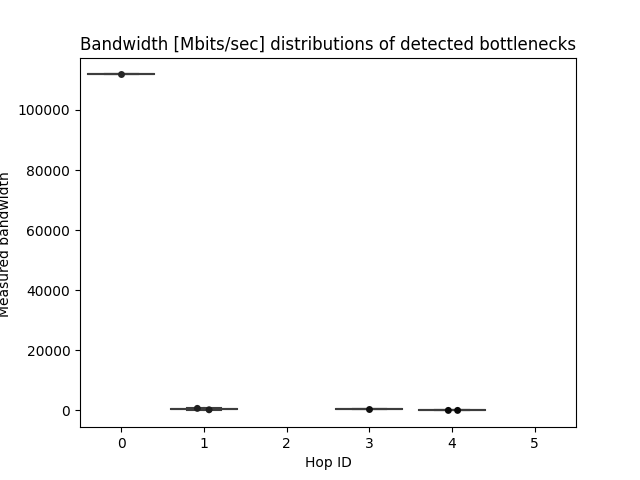 Bandwidth [Mbits/sec] distributions of detected bottlenecks
100000
80000
60000
40000
20000
0
Measured bandwidth
0 1 2 3 4 5
Hop ID